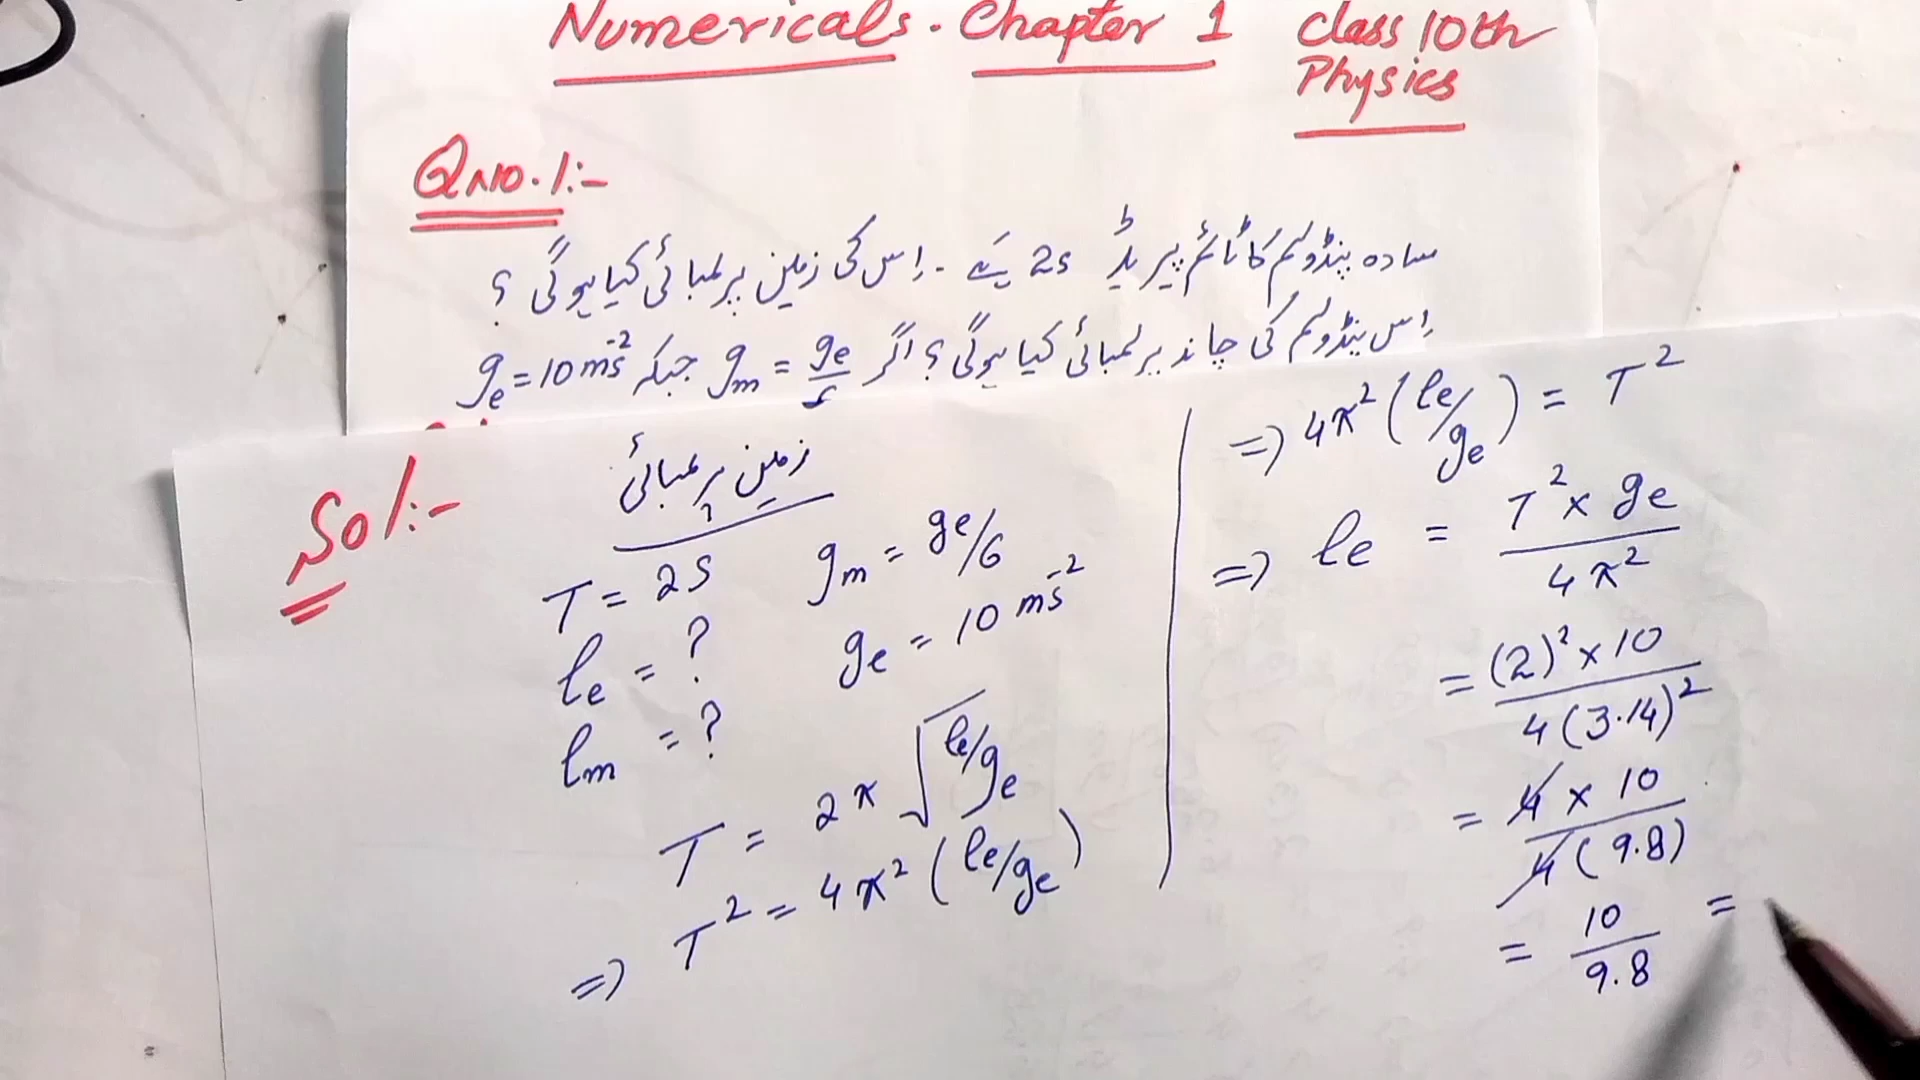 Numericals. Chapter 1 Class 10th
Physics
Q No. 1:-
سادہ پنڈولم کا ٹائم پیریڈ 2s ہے ۔ اِس کی زمین پر لمبائی کیا ہوگی ؟
اِس پنڈولم کی چاند پر لمبائی کیا ہوگی ؟ اگر gm = ge/6 جبکہ ge = 10 ms⁻²
Sol:-
زمین پر لمبائی
T = 2s gm = ge/6
le = ? ge = 10 ms⁻²
lm = ?
T = 2π √le/ge
=> T² = 4π² (le/ge)
=> 4π² (le/ge) = T²
=> le = T² x ge / 4π²
= (2)² x 10 / 4(3.14)²
= 4 x 10 / 4(9.8)
= 10 / 9.8 =